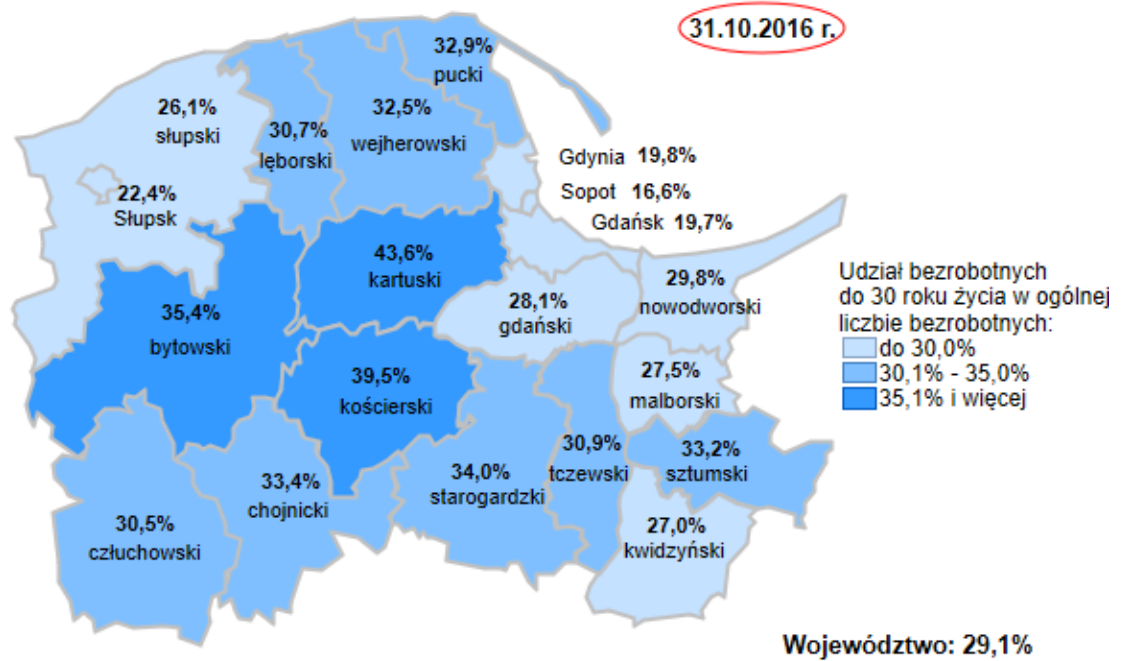 31.10.2016 r.
32,9%
pucki
26,1%
słupski
32,5%
wejherowski
30,7%
lęborski
Gdynia 19,8%
Sopot 16,6%
Gdańsk 19,7%
22,4%
Słupsk
43,6%
kartuski
29,8%
nowodworski
28,1%
gdański
35,4%
bytowski
39,5%
kościerski
27,5%
malborski
Udział bezrobotnych
do 30 roku życia w ogólnej
liczbie bezrobotnych:
do 30,0%
30,1% - 35,0%
35,1% i więcej
30,9%
tczewski
33,2%
sztumski
34,0%
starogardzki
33,4%
chojnicki
30,5%
człuchowski
27,0%
kwidzyński
Województwo: 29,1%